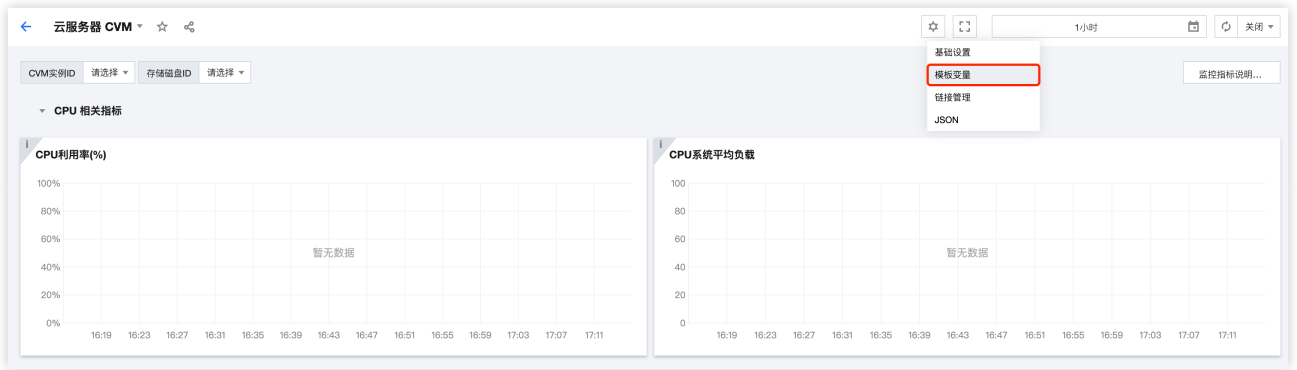 云服务器 CVM
1小时
关闭
基础设置
模板变量
链接管理
JSON
CVM实例ID 请选择 存储磁盘ID 请选择
监控指标说明...
CPU 相关指标
i
CPU利用率(%)
100%
80%
60%
40%
20%
0%
暂无数据
16:19 16:23 16:27 16:31 16:35 16:39 16:43 16:47 16:51 16:55 16:59 17:03 17:07 17:11
i
CPU系统平均负载
100
80
60
40
20
0
暂无数据
16:19 16:23 16:27 16:31 16:35 16:39 16:43 16:47 16:51 16:55 16:59 17:03 17:07 17:11